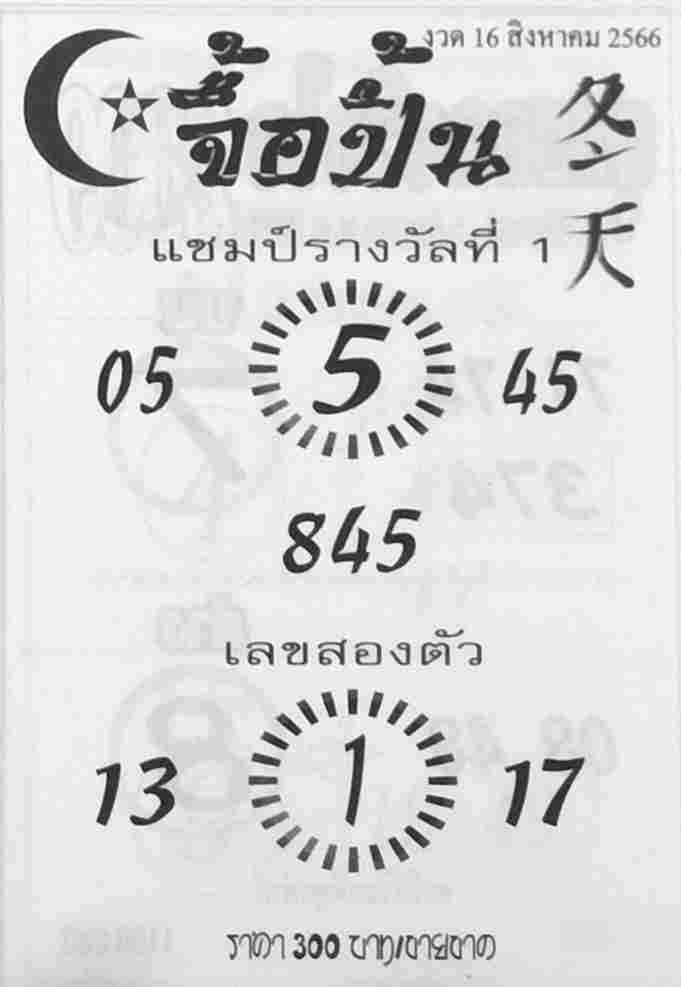 งวด 16 สิงหาคม 2566
จื้อปิ้น
冬
天
แชมป์รางวัลที่ 1
05 5 45
845
เลขสองตัว
13 1 17
ราคา 300 บาท/ขายขาด